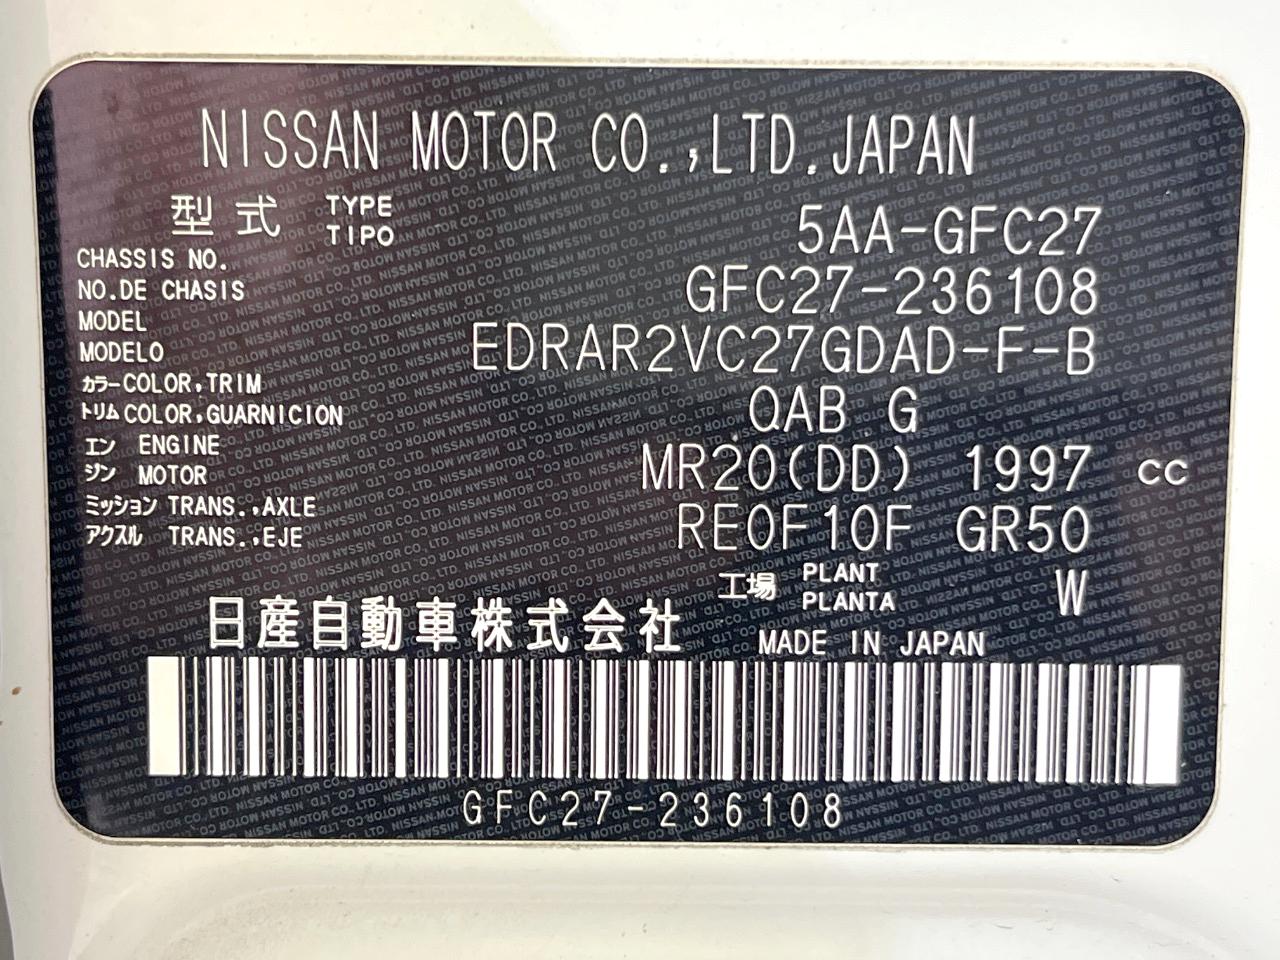 NISSAN MOTOR CO.,LTD.JAPAN
型式 TYPE TIPO 5AA-GFC27
CHASSIS NO.
NO.DE CHASIS GFC27-236108
MODEL
MODELO EDRAR2VC27GDAD-F-B
カラー COLOR,TRIM
トリム COLOR,GUARNICION QAB G
エン ENGINE
ジン MOTOR MR20(DD) 1997 cc
ミッション TRANS.,AXLE
アクスル TRANS.,EJE RE0F10F GR50
工場 PLANT PLANTA W
日産自動車株式会社 MADE IN JAPAN
GFC27-236108